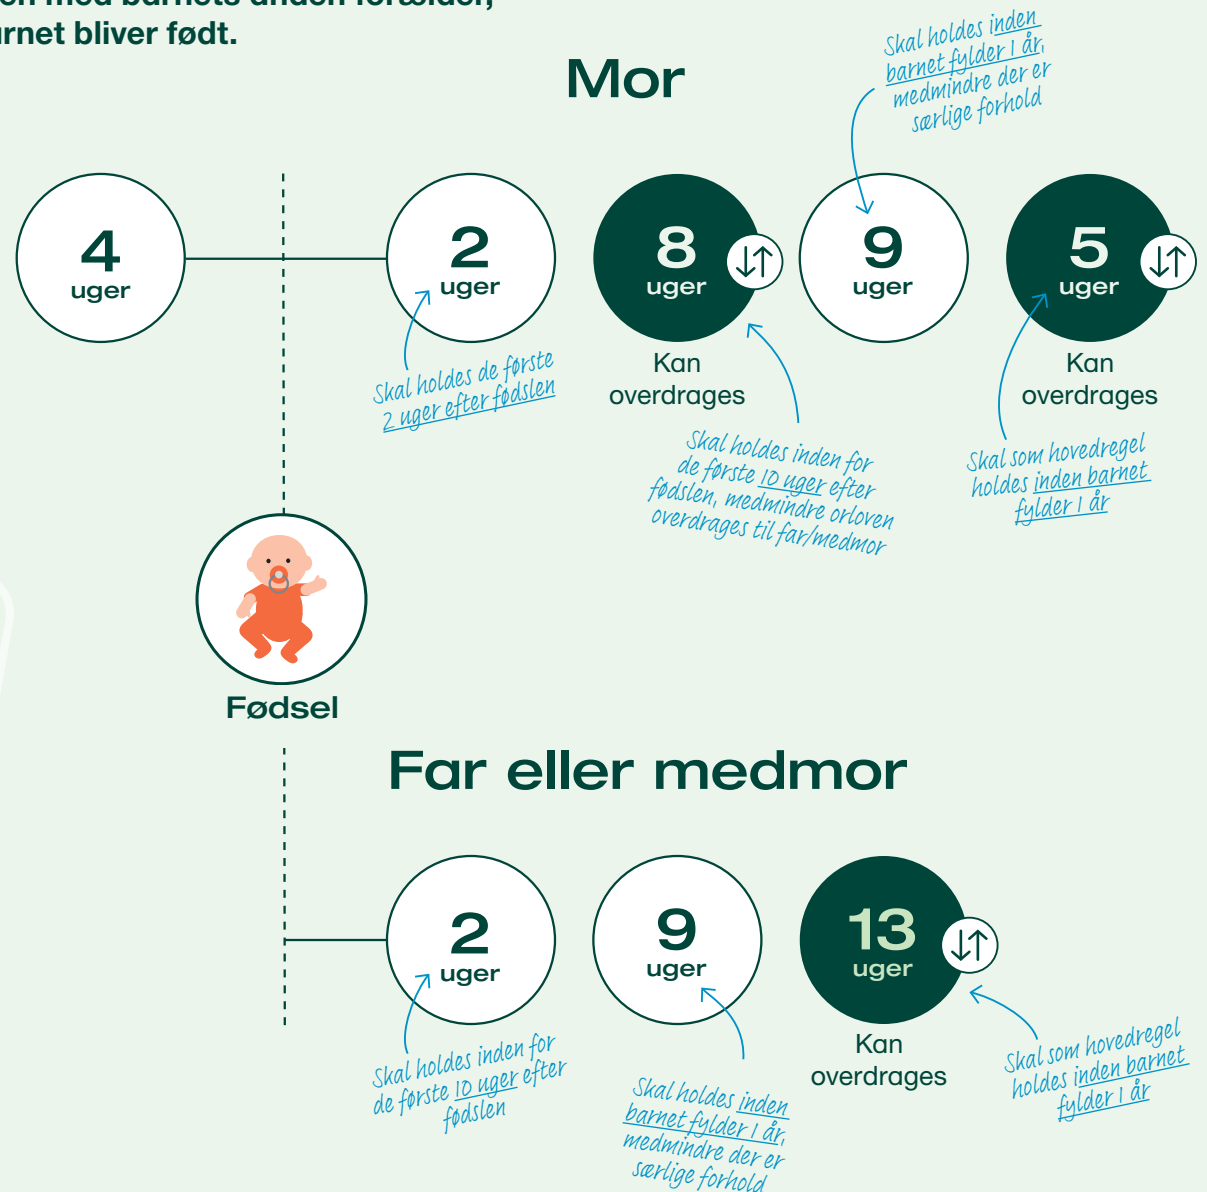 med barnets anden forælder,
bliver født.
Mor
Skal holdes inden
barnet fylder 1 år,
medmindre der er
særlige forhold
4
uger
2
uger
8
uger
9
uger
5
uger
Skal holdes de første
2 uger efter fødslen
Kan
overdrages
Kan
overdrages
Skal holdes inden for
de første 10 uger efter
fødslen, medmindre orloven
overdrages til far/medmor
Skal som hovedregel
holdes inden barnet
fylder 1 år
Fødsel
Far eller medmor
2
uger
9
uger
13
uger
Skal holdes inden for
de første 10 uger efter
fødslen
Skal holdes inden
barnet fylder 1 år,
medmindre der er
særlige forhold
Kan
overdrages
Skal som hovedregel
holdes inden barnet
fylder 1 år